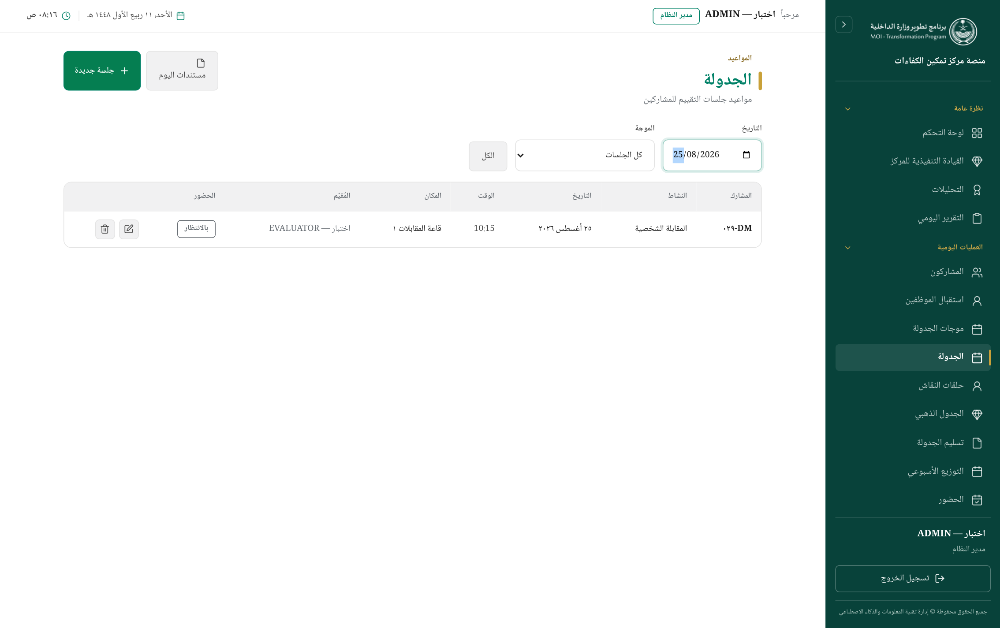 برنامج تطوير وزارة الداخلية
MOI - Transformation Program
منصة مركز تمكين الكفاءات
نظرة عامة
لوحة التحكم
القيادة التنفيذية للمركز
التحليلات
التقرير اليومي
العمليات اليومية
المشاركون
استقبال الموظفين
موجات الجدولة
الجدولة
حلقات النقاش
الجدول الذهبي
تسليم الجدولة
التوزيع الأسبوعي
الحضور
اختبار — ADMIN
مدير النظام
تسجيل الخروج
جميع الحقوق محفوظة © إدارة تقنية المعلومات والذكاء الاصطناعي
مرحباً اختبار — ADMIN مدير النظام
الأحد، ١١ ربيع الأول ١٤٤٨ هـ ٠٨:١٦ ص
المواعيد
الجدولة
مواعيد جلسات التقييم للمشاركين
مستندات اليوم
جلسة جديدة
التاريخ الموجة
25/08/2026 كل الجلسات الكل
المشارك النشاط التاريخ الوقت المكان المُقيّم الحضور
٠٢٩-DM المقابلة الشخصية ٢٥ أغسطس ٢٠٢٦ 10:15 قاعة المقابلات ١ اختبار — EVALUATOR بالانتظار